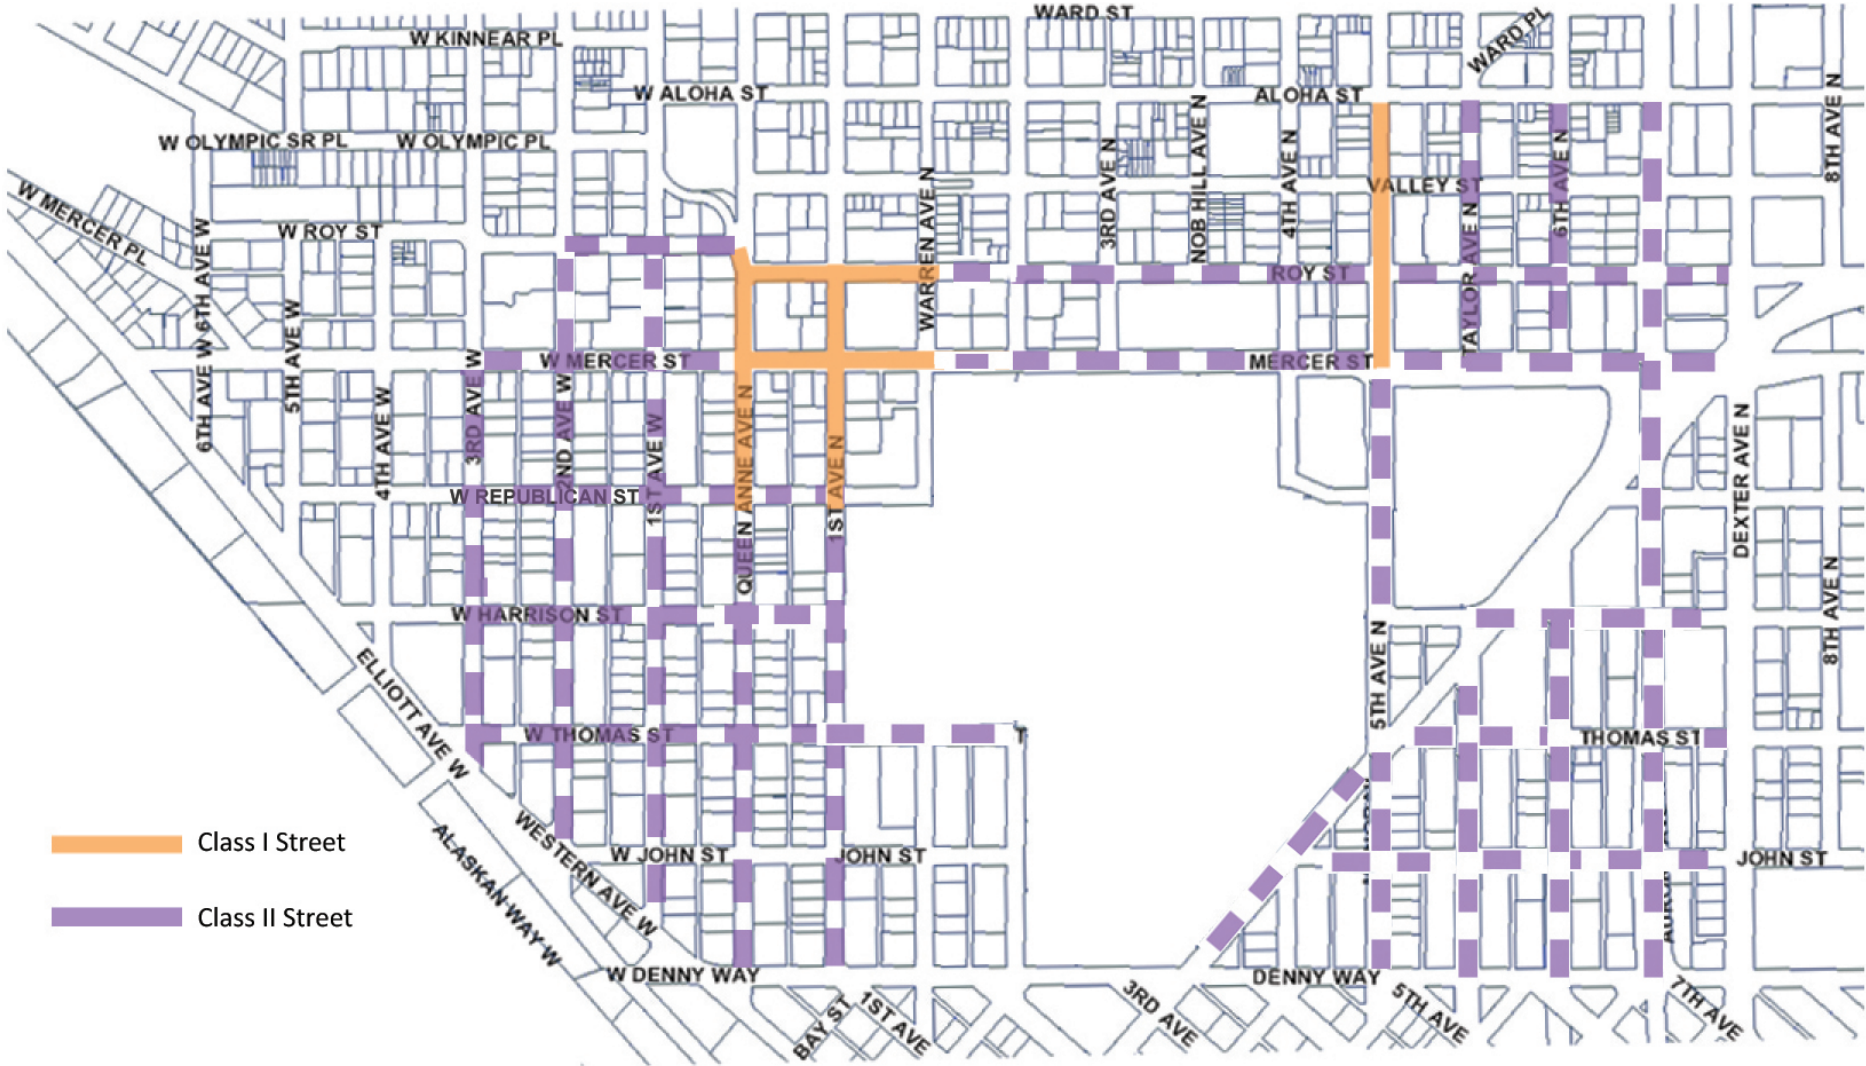 WARD ST
W KINNEAR PL
WARD PL
W ALOHA ST
ALOHA ST
8TH AVE N
W OLYMPIC SR PL
W OLYMPIC PL
3RD AVE N
NOB HILL AVE N
4TH AVE N
6TH AVE N
VALLEY ST
W MERCER PL
W ROY ST
WARREN AVE N
ROY ST
TAYLOR AVE N
6TH AVE W
6TH AVE W
5TH AVE W
W MERCER ST
MERCER ST
3RD AVE W
2ND AVE W
4TH AVE W
1ST AVE W
QUEEN ANNE AVE N
1ST AVE N
DEXTER AVE N
W REPUBLICAN ST
8TH AVE N
W HARRISON ST
5TH AVE N
ELLIOTT AVE W
W THOMAS ST
T
THOMAS ST
Class I Street
ALASKAN WAY W
WESTERN AVE W
W JOHN ST
JOHN ST
JOHN ST
Class II Street
W DENNY WAY
DENNY WAY
BAY ST
1ST AVE
3RD AVE
5TH AVE
7TH AVE